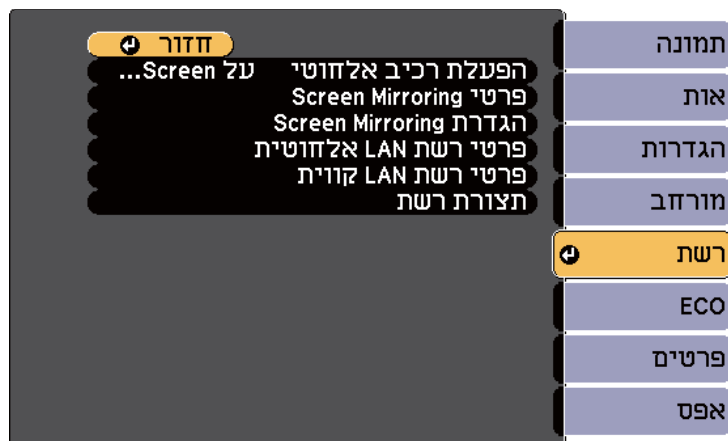 חזור
הפעלת רכיב אלחוטי על Screen...
פרטי Screen Mirroring
הגדרת Screen Mirroring
פרטי רשת LAN אלחוטית
פרטי רשת LAN קווית
תצורת רשת
תמונה
אות
הגדרות
מורחב
רשת
ECO
פרטים
אפס